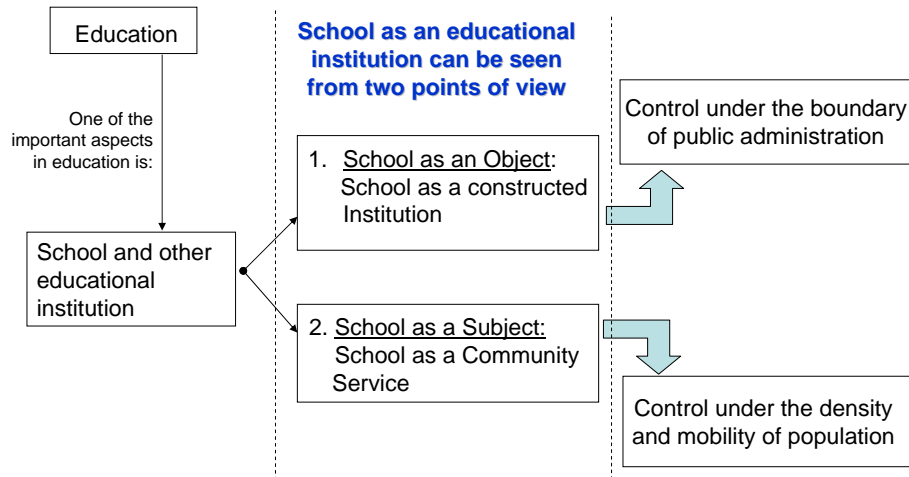 Education
One of the
important aspects
in education is:
School and other
educational
institution
School as an educational
institution can be seen
from two points of view
1. School as an Object:
School as a constructed
Institution
2. School as a Subject:
School as a Community
Service
Control under the boundary
of public administration
Control under the density
and mobility of population